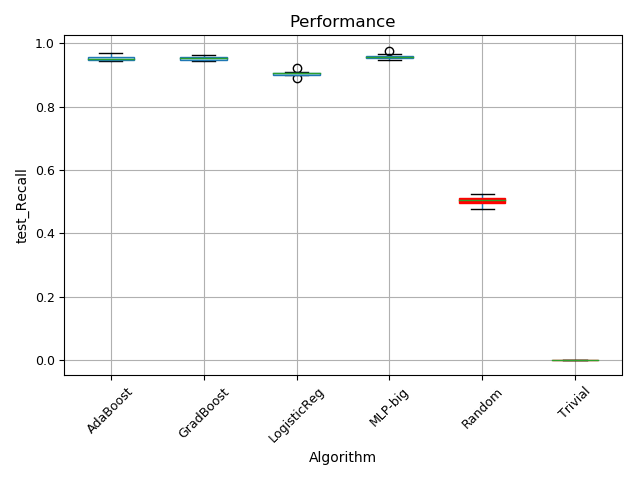 Performance
1.0
0.8
0.6
0.4
0.2
0.0
test_Recall
AdaBoost
GradBoost
LogisticReg
MLP-big
Random
Trivial
Algorithm